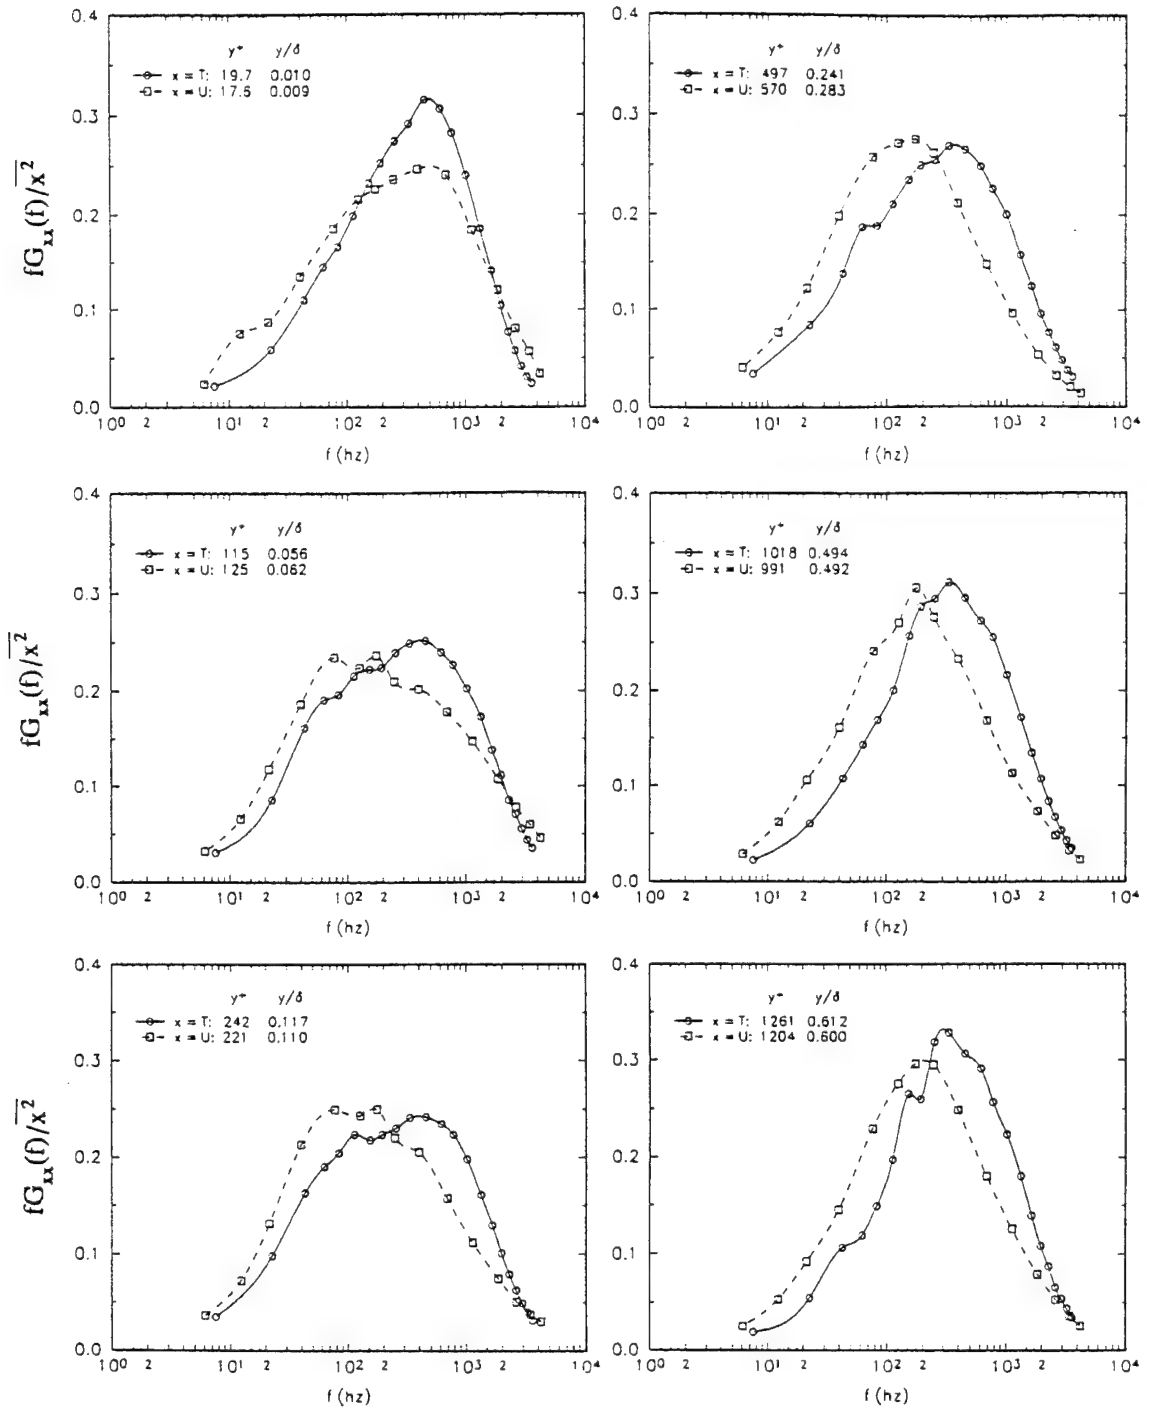 0.4
0.3
0.2
0.1
0.0
fG_xx(f)/x²
y⁺ y/δ
x = T: 19.7 0.010
x = U: 17.6 0.009
10⁰ 2 10¹ 2 10² 2 10³ 2 10⁴
f (hz)
0.4
0.3
0.2
0.1
0.0
y⁺ y/δ
x = T: 497 0.241
x = U: 570 0.283
10⁰ 2 10¹ 2 10² 2 10³ 2 10⁴
f (hz)
0.4
0.3
0.2
0.1
0.0
fG_xx(f)/x²
y⁺ y/δ
x = T: 115 0.056
x = U: 125 0.062
10⁰ 2 10¹ 2 10² 2 10³ 2 10⁴
f (hz)
0.4
0.3
0.2
0.1
0.0
y⁺ y/δ
x = T: 1018 0.494
x = U: 991 0.492
10⁰ 2 10¹ 2 10² 2 10³ 2 10⁴
f (hz)
0.4
0.3
0.2
0.1
0.0
fG_xx(f)/x²
y⁺ y/δ
x = T: 242 0.117
x = U: 221 0.110
10⁰ 2 10¹ 2 10² 2 10³ 2 10⁴
f (hz)
0.4
0.3
0.2
0.1
0.0
y⁺ y/δ
x = T: 1261 0.612
x = U: 1204 0.600
10⁰ 2 10¹ 2 10² 2 10³ 2 10⁴
f (hz)